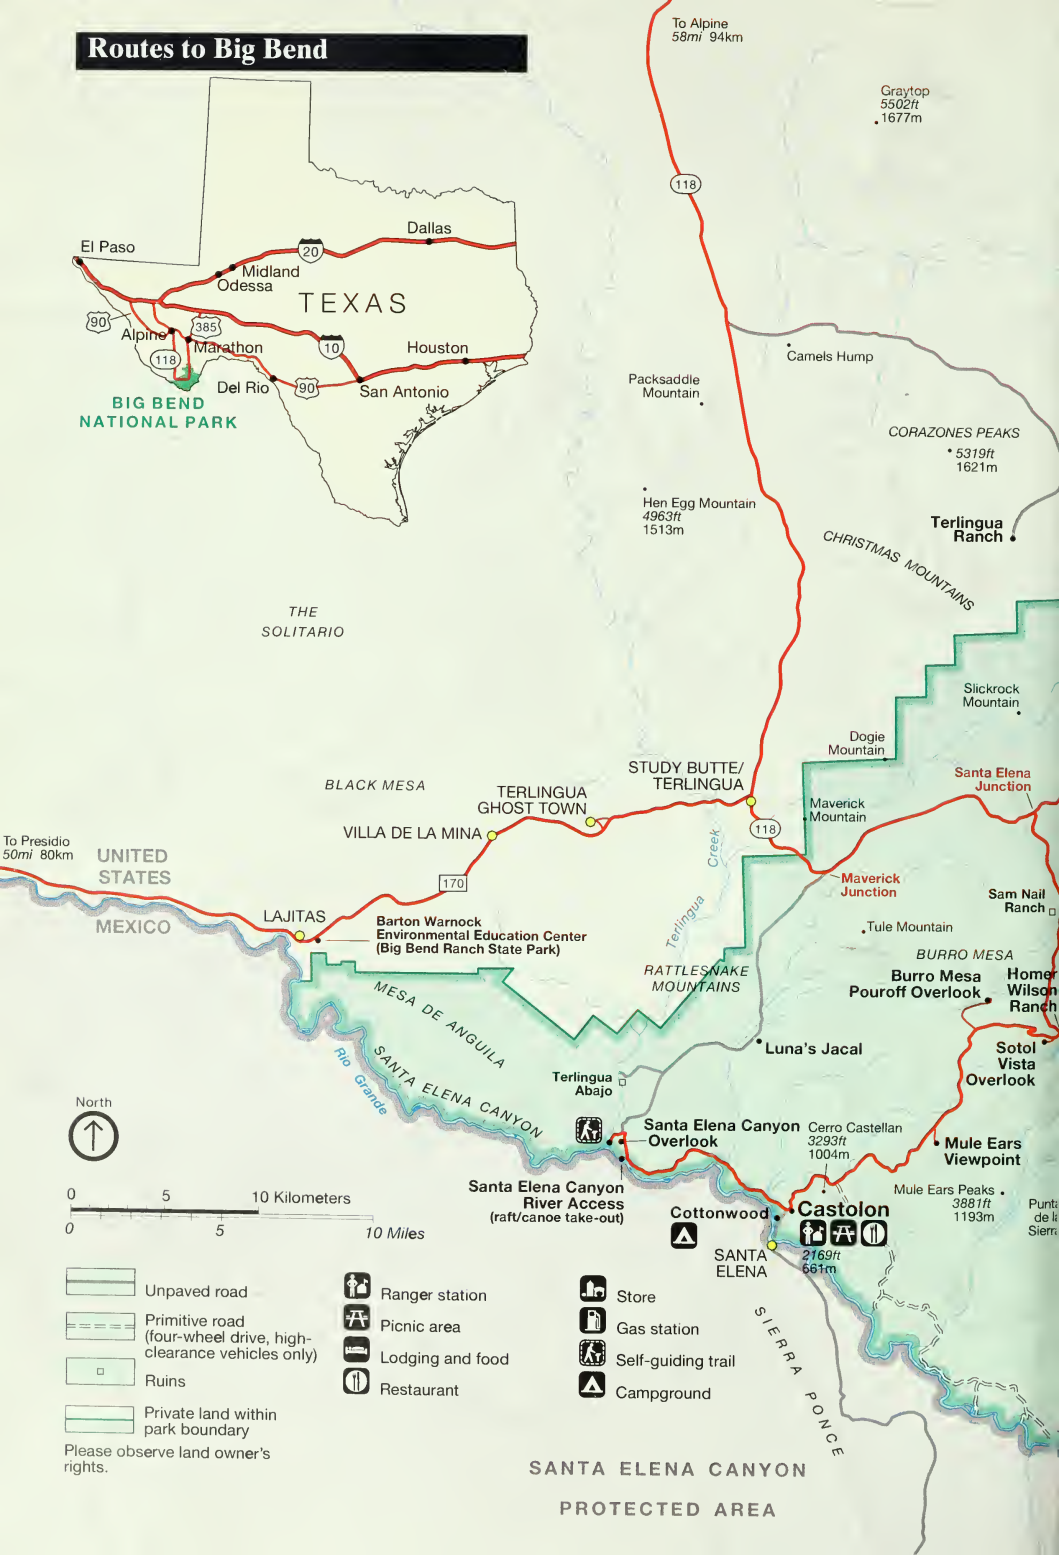 Routes to Big Bend
To Alpine
58mi 94km
Graytop
5502ft
1677m
118
El Paso
Dallas
20
Midland
Odessa
TEXAS
90
Alpine
385
Marathon
10
Houston
118
Del Rio
90
San Antonio
BIG BEND
NATIONAL PARK
Camels Hump
Packsaddle
Mountain
CORAZONES PEAKS
5319ft
1621m
Hen Egg Mountain
4963ft
1513m
Terlingua
Ranch
CHRISTMAS MOUNTAINS
THE
SOLITARIO
Slickrock
Mountain
Dogie
Mountain
STUDY BUTTE/
TERLINGUA
Santa Elena
Junction
BLACK MESA
TERLINGUA
GHOST TOWN
Maverick
Mountain
VILLA DE LA MINA
118
To Presidio
50mi 80km
UNITED
STATES
MEXICO
170
Terlingua Creek
Maverick
Junction
Sam Nail
Ranch
LAJITAS
Barton Warnock
Environmental Education Center
(Big Bend Ranch State Park)
Tule Mountain
BURRO MESA
RATTLESNAKE
MOUNTAINS
Burro Mesa
Pouroff Overlook
Homer
Wilson
Ranch
MESA DE ANGUILA
SANTA ELENA CANYON
Rio Grande
Luna's Jacal
Sotol
Vista
Overlook
Terlingua
Abajo
North
Santa Elena Canyon
Overlook
Cerro Castellan
3293ft
1004m
Mule Ears
Viewpoint
Santa Elena Canyon
River Access
(raft/canoe take-out)
Mule Ears Peaks
3881ft
1193m
Punta
de la
Sierra
Cottonwood
Castolon
2169ft
661m
SANTA
ELENA
0 5 10 Kilometers
0 5 10 Miles
Unpaved road
Primitive road
(four-wheel drive, high-
clearance vehicles only)
Ruins
Private land within
park boundary
Please observe land owner's
rights.
Ranger station
Picnic area
Lodging and food
Restaurant
Store
Gas station
Self-guiding trail
Campground
SIERRA PONCE
SANTA ELENA CANYON
PROTECTED AREA